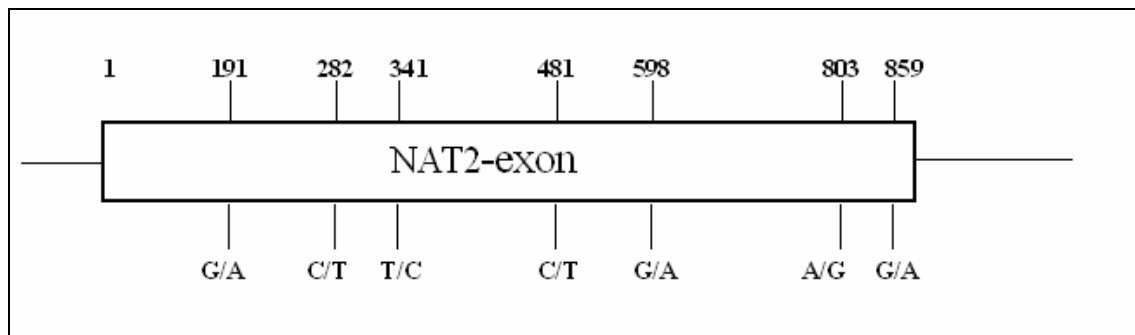 1 191 282 341 481 598 803 859
NAT2-exon
G/A C/T T/C C/T G/A A/G G/A